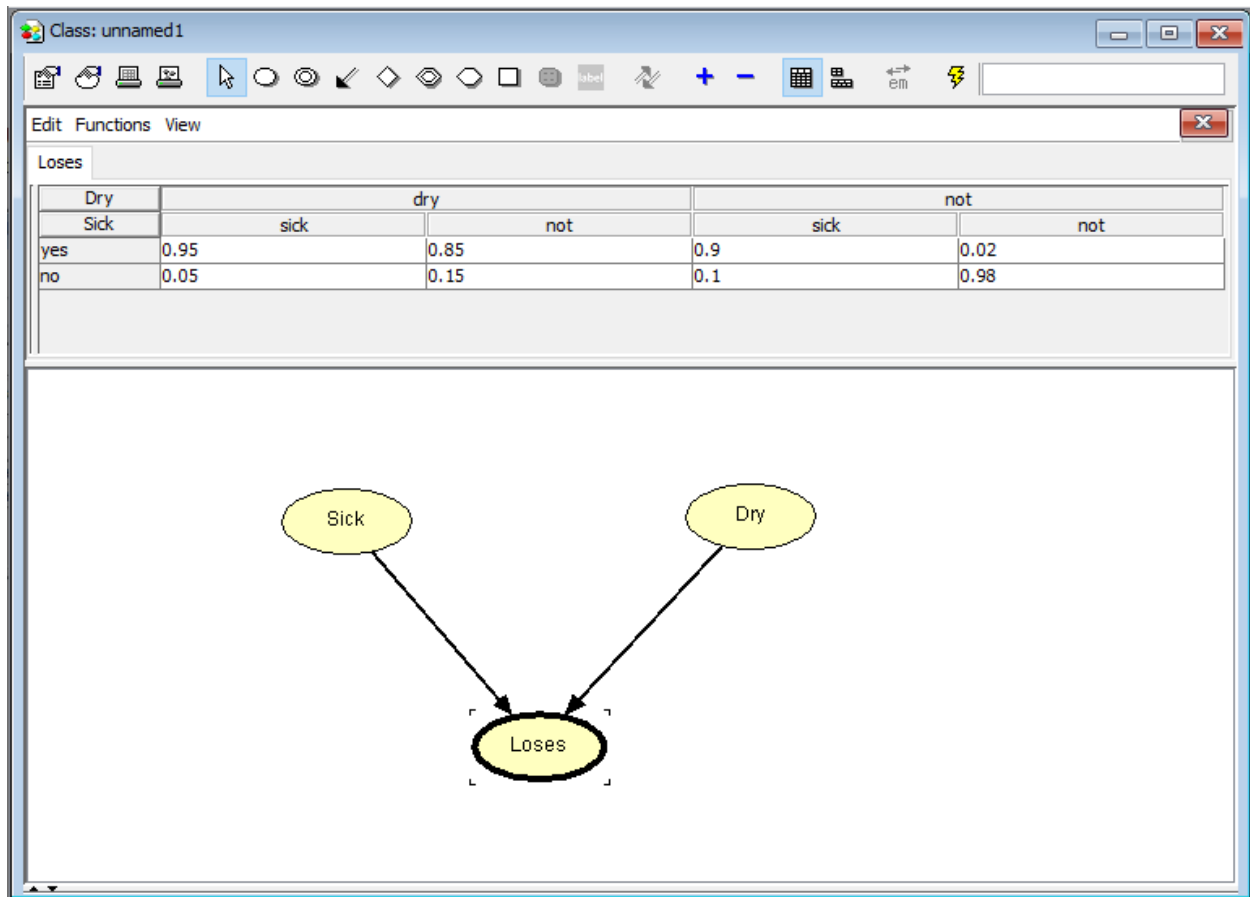 Class: unnamed1
label em
Edit Functions View
Loses
Dry dry not
Sick sick not sick not
yes 0.95 0.85 0.9 0.02
no 0.05 0.15 0.1 0.98
Sick Dry
Loses